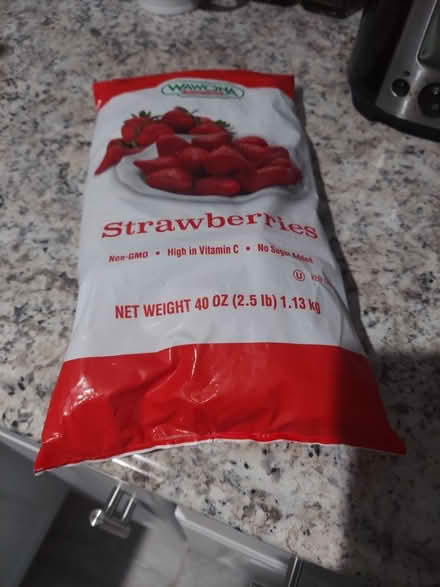 WAWONA
Strawberries
Non-GMO • High in Vitamin C • No Sugar Added
U
NET WEIGHT 40 OZ (2.5 lb) 1.13 kg